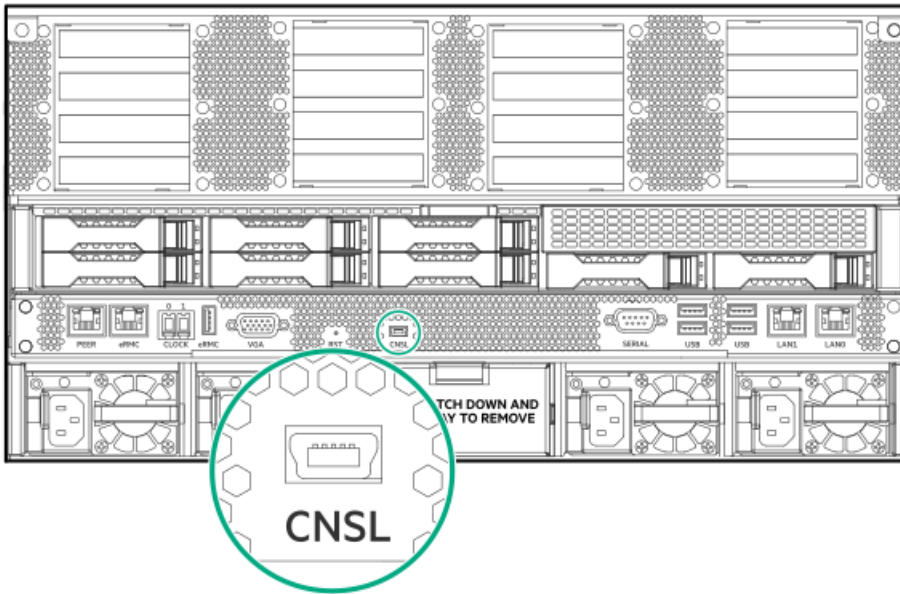 0 1
PEER eRMC CLOCK eRMC VGA RST CNSL SERIAL USB USB LAN1 LAN0
TCH DOWN AND
AY TO REMOVE
CNSL